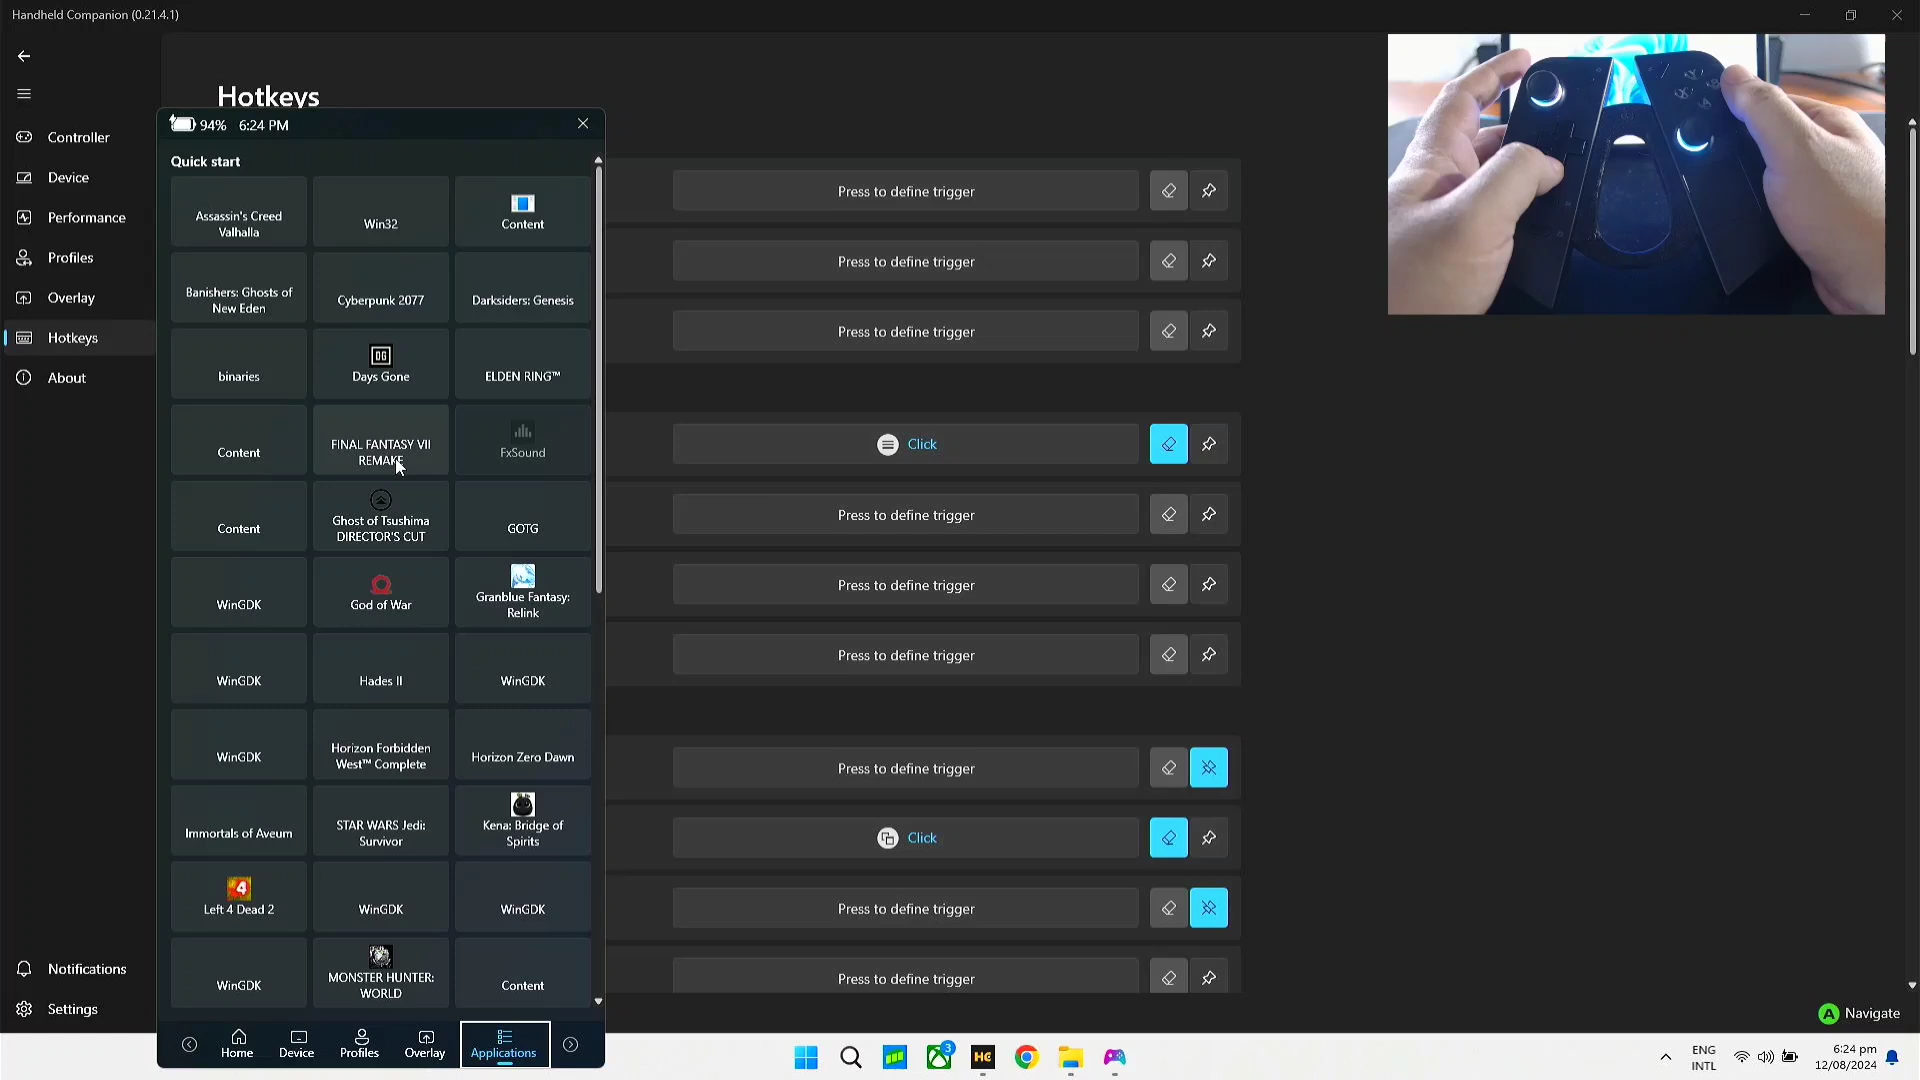 Handheld Companion (0.21.4.1)
Controller
Device
Performance
Profiles
Overlay
Hotkeys
About
Notifications
Settings
Hotkeys
94% 6:24 PM
Quick start
Assassin's Creed
Valhalla
Win32
Content
Banishers: Ghosts of
New Eden
Cyberpunk 2077
Darksiders: Genesis
binaries
DG
Days Gone
ELDEN RING™
Content
FINAL FANTASY VII
REMAKE
FxSound
Content
Ghost of Tsushima
DIRECTOR'S CUT
GOTG
WinGDK
God of War
Granblue Fantasy:
Relink
WinGDK
Hades II
WinGDK
WinGDK
Horizon Forbidden
West™ Complete
Horizon Zero Dawn
Immortals of Aveum
STAR WARS Jedi:
Survivor
Kena: Bridge of
Spirits
4
Left 4 Dead 2
WinGDK
WinGDK
WinGDK
MONSTER HUNTER:
WORLD
Content
Home
Device
Profiles
Overlay
Applications
Press to define trigger
Press to define trigger
Press to define trigger
Click
Press to define trigger
Press to define trigger
Press to define trigger
Press to define trigger
Click
Press to define trigger
Press to define trigger
A Navigate
3
HC
ENG
INTL
6:24 pm
12/08/2024